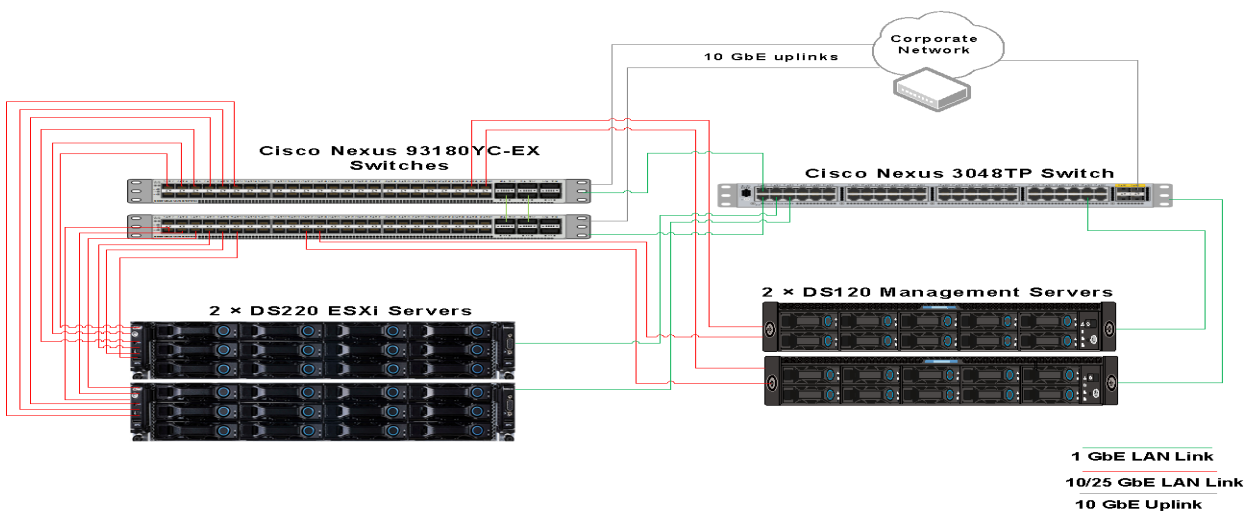 Corporate
Network
10 GbE uplinks
Cisco Nexus 93180YC-EX
Switches
Cisco Nexus 3048TP Switch
2 × DS220 ESXi Servers
2 × DS120 Management Servers
1 GbE LAN Link
10/25 GbE LAN Link
10 GbE Uplink